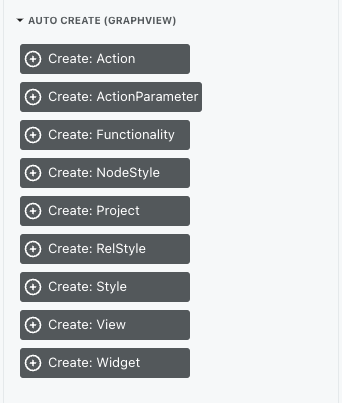 AUTO CREATE (GRAPHVIEW)
Create: Action
Create: ActionParameter
Create: Functionality
Create: NodeStyle
Create: Project
Create: RelStyle
Create: Style
Create: View
Create: Widget